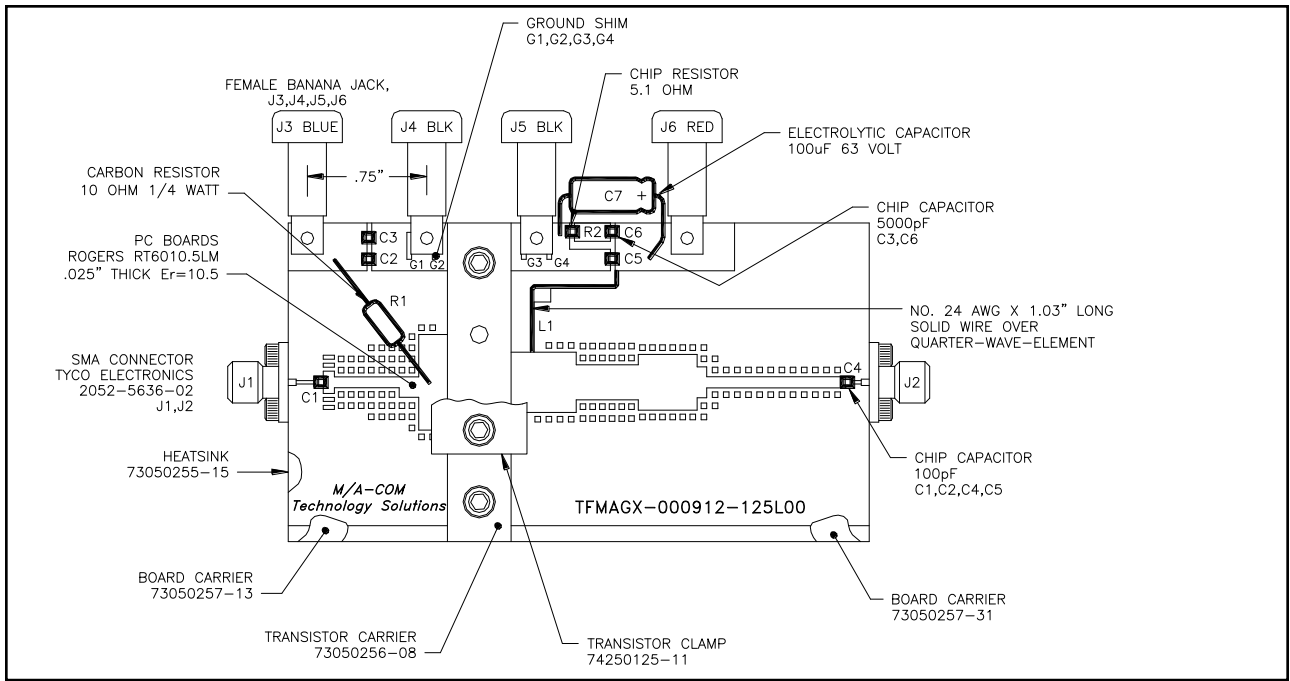 GROUND SHIM
G1,G2,G3,G4
CHIP RESISTOR
5.1 OHM
FEMALE BANANA JACK,
J3,J4,J5,J6
J3 BLUE
J4 BLK
J5 BLK
J6 RED
ELECTROLYTIC CAPACITOR
100uF 63 VOLT
CARBON RESISTOR
10 OHM 1/4 WATT
.75"
C7 +
CHIP CAPACITOR
5000pF
C3,C6
PC BOARDS
ROGERS RT6010.5LM
.025" THICK Er=10.5
C3
C2
G1 G2
R2
C6
G3 G4
C5
R1
L1
NO. 24 AWG X 1.03" LONG
SOLID WIRE OVER
QUARTER-WAVE-ELEMENT
SMA CONNECTOR
TYCO ELECTRONICS
2052-5636-02
J1,J2
J1
C1
C4
J2
HEATSINK
73050255-15
CHIP CAPACITOR
100pF
C1,C2,C4,C5
M/A-COM
Technology Solutions
TFMAGX-000912-125L00
BOARD CARRIER
73050257-13
BOARD CARRIER
73050257-31
TRANSISTOR CARRIER
73050256-08
TRANSISTOR CLAMP
74250125-11